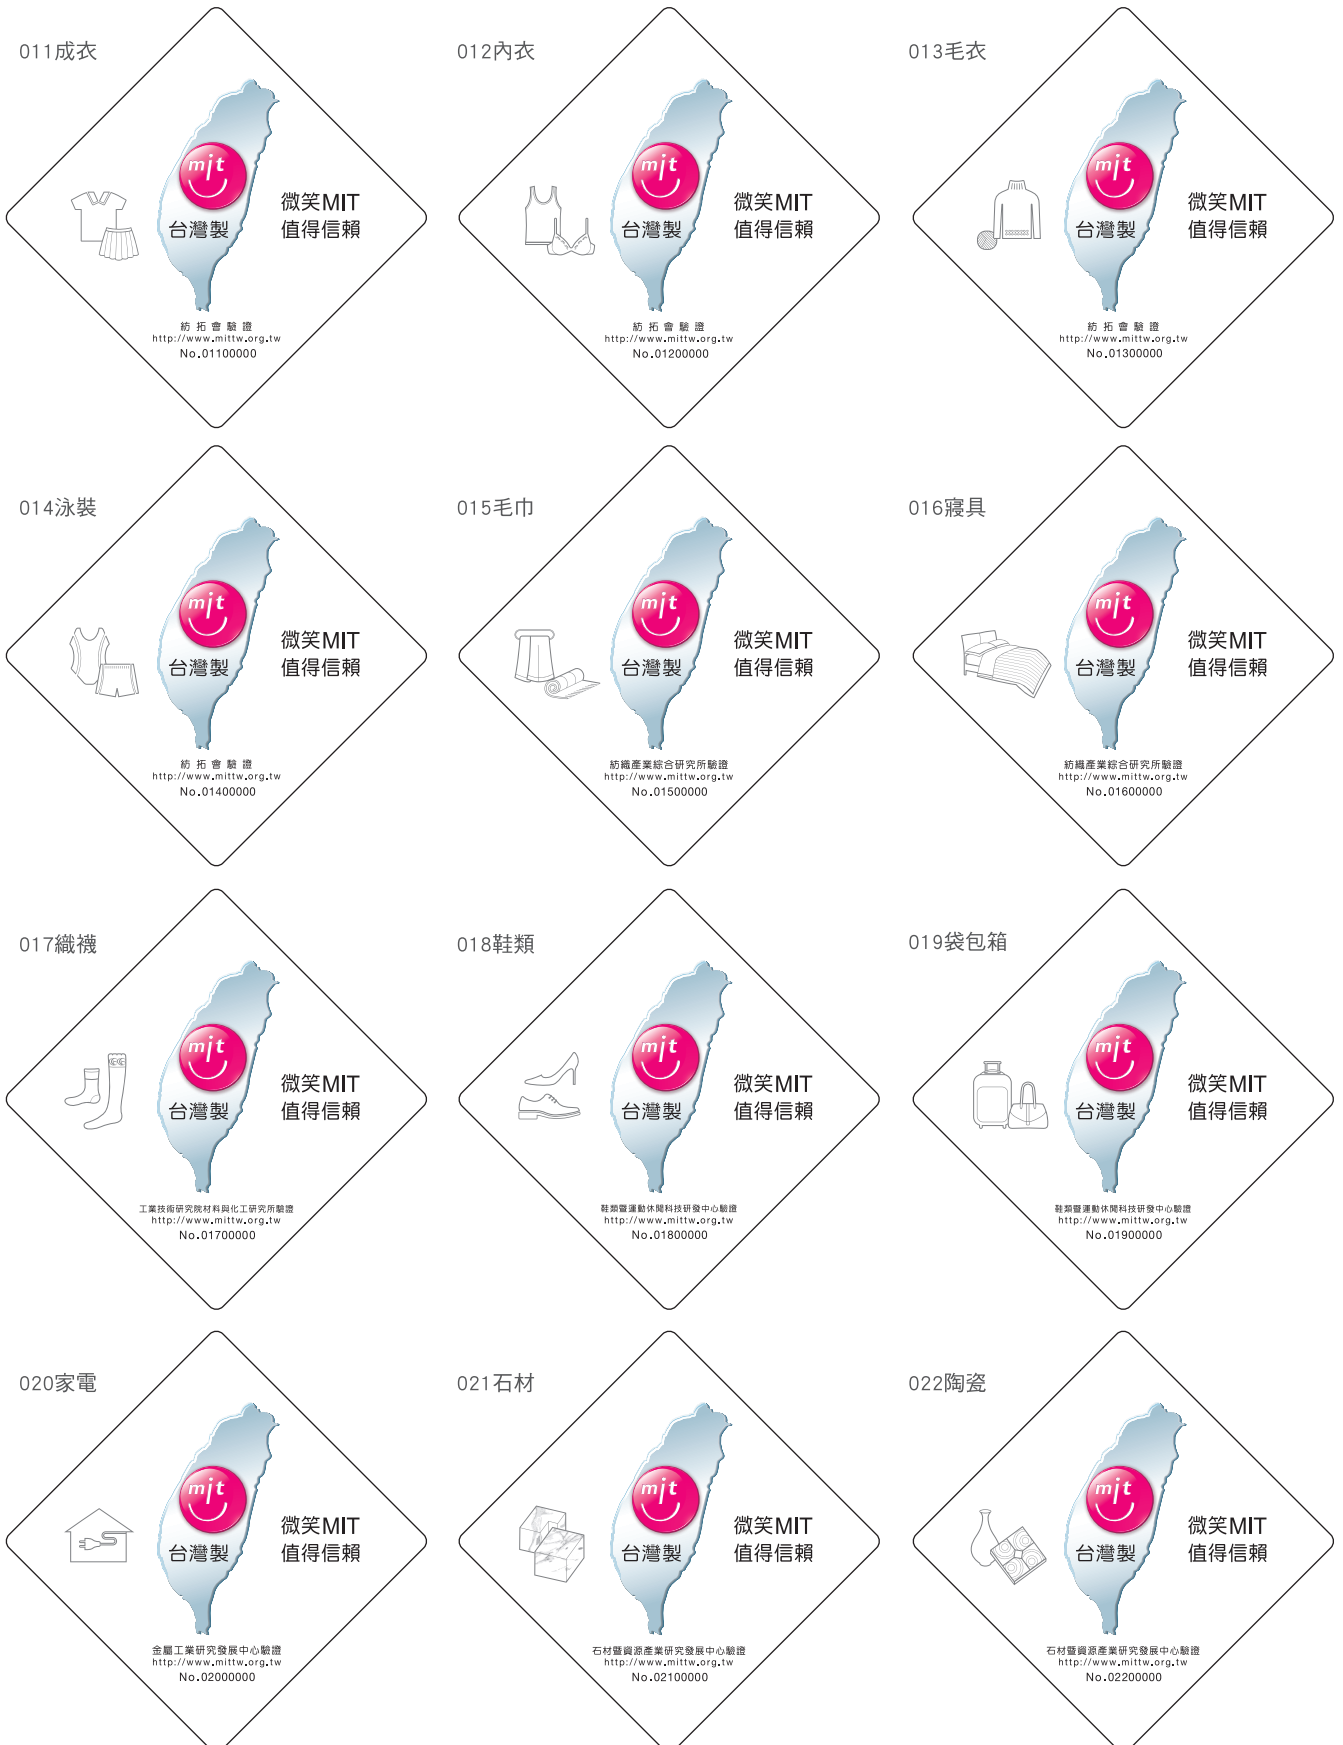 011成衣
mit
台灣製
微笑MIT
值得信賴
紡拓會驗證
http://www.mittw.org.tw
No.01100000
012內衣
mit
台灣製
微笑MIT
值得信賴
紡拓會驗證
http://www.mittw.org.tw
No.01200000
013毛衣
mit
台灣製
微笑MIT
值得信賴
紡拓會驗證
http://www.mittw.org.tw
No.01300000
014泳裝
mit
台灣製
微笑MIT
值得信賴
紡拓會驗證
http://www.mittw.org.tw
No.01400000
015毛巾
mit
台灣製
微笑MIT
值得信賴
紡織產業綜合研究所驗證
http://www.mittw.org.tw
No.01500000
016寢具
mit
台灣製
微笑MIT
值得信賴
紡織產業綜合研究所驗證
http://www.mittw.org.tw
No.01600000
017織襪
mit
台灣製
微笑MIT
值得信賴
工業技術研究院材料與化工研究所驗證
http://www.mittw.org.tw
No.01700000
018鞋類
mit
台灣製
微笑MIT
值得信賴
鞋類暨運動休閒科技研發中心驗證
http://www.mittw.org.tw
No.01800000
019袋包箱
mit
台灣製
微笑MIT
值得信賴
鞋類暨運動休閒科技研發中心驗證
http://www.mittw.org.tw
No.01900000
020家電
mit
台灣製
微笑MIT
值得信賴
金屬工業研究發展中心驗證
http://www.mittw.org.tw
No.02000000
021石材
mit
台灣製
微笑MIT
值得信賴
石材暨資源產業研究發展中心驗證
http://www.mittw.org.tw
No.02100000
022陶瓷
mit
台灣製
微笑MIT
值得信賴
石材暨資源產業研究發展中心驗證
http://www.mittw.org.tw
No.02200000